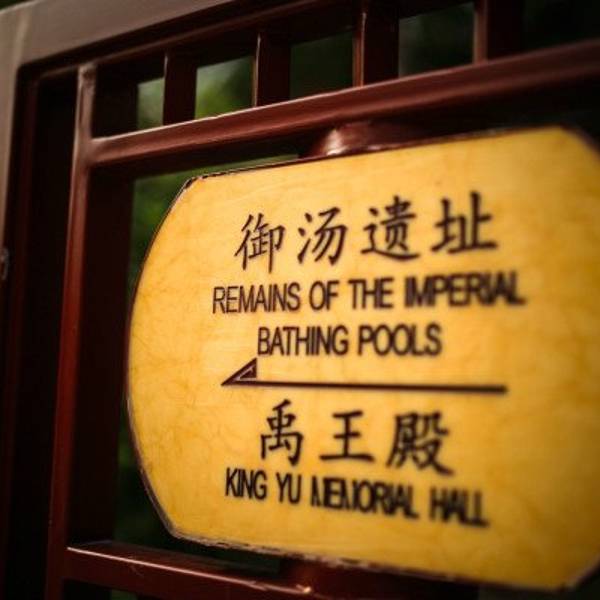 御汤遗址
REMAINS OF THE IMPERIAL
BATHING POOLS
禹王殿
KING YU MEMORIAL HALL